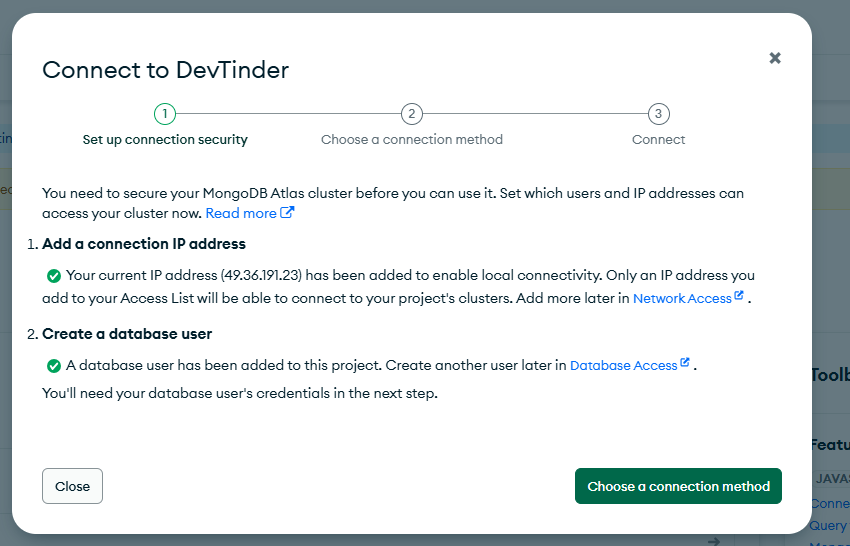 Connect to DevTinder
1
2
3
Set up connection security
Choose a connection method
Connect
You need to secure your MongoDB Atlas cluster before you can use it. Set which users and IP addresses can
access your cluster now. Read more
1. Add a connection IP address
Your current IP address (49.36.191.23) has been added to enable local connectivity. Only an IP address you
add to your Access List will be able to connect to your project's clusters. Add more later in Network Access .
2. Create a database user
A database user has been added to this project. Create another user later in Database Access .
You'll need your database user's credentials in the next step.
Close
Choose a connection method
Toolb
Featu
JAVAS
Conne
Query